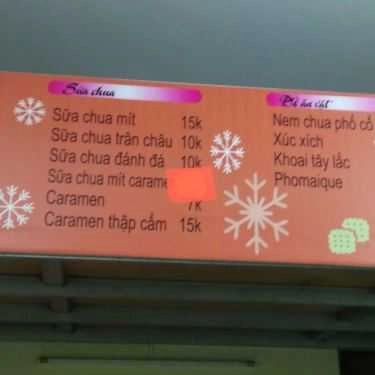 Sữa chua
Sữa chua mít 15k
Sữa chua trân châu 10k
Sữa chua đánh đá 10k
Sữa chua mít carame
Caramen 7k
Caramen thập cẩm 15k
Đồ ăn vặt
Nem chua phố cổ
Xúc xích
Khoai tây lắc
Phomaique